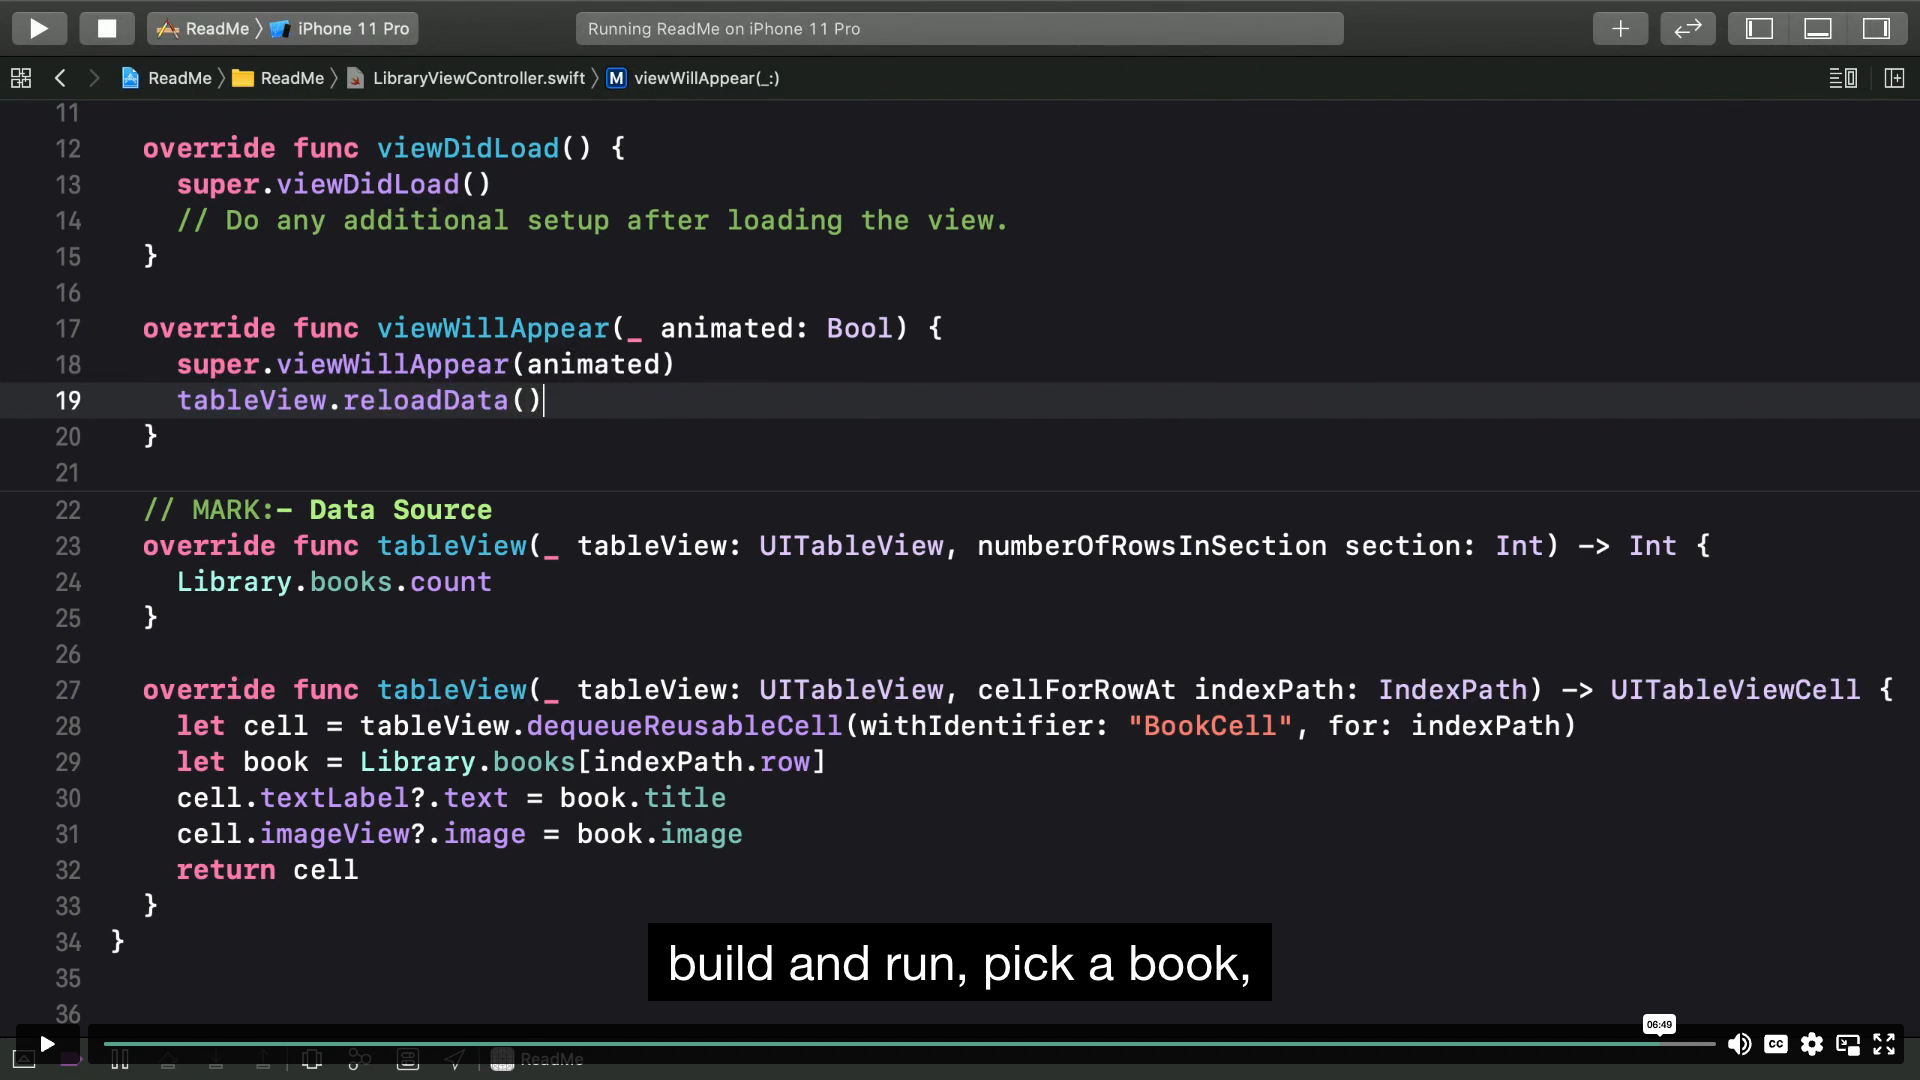 ReadMe 〉 iPhone 11 Pro
Running ReadMe on iPhone 11 Pro
ReadMe 〉 ReadMe 〉 LibraryViewController.swift 〉 M viewWillAppear(_:)
11
12 override func viewDidLoad() {
13 super.viewDidLoad()
14 // Do any additional setup after loading the view.
15 }
16
17 override func viewWillAppear(_ animated: Bool) {
18 super.viewWillAppear(animated)
19 tableView.reloadData()
20 }
21
22 // MARK:- Data Source
23 override func tableView(_ tableView: UITableView, numberOfRowsInSection section: Int) -> Int {
24 Library.books.count
25 }
26
27 override func tableView(_ tableView: UITableView, cellForRowAt indexPath: IndexPath) -> UITableViewCell {
28 let cell = tableView.dequeueReusableCell(withIdentifier: "BookCell", for: indexPath)
29 let book = Library.books[indexPath.row]
30 cell.textLabel?.text = book.title
31 cell.imageView?.image = book.image
32 return cell
33 }
34 }
35
36
build and run, pick a book,
06:49
CC
ReadMe